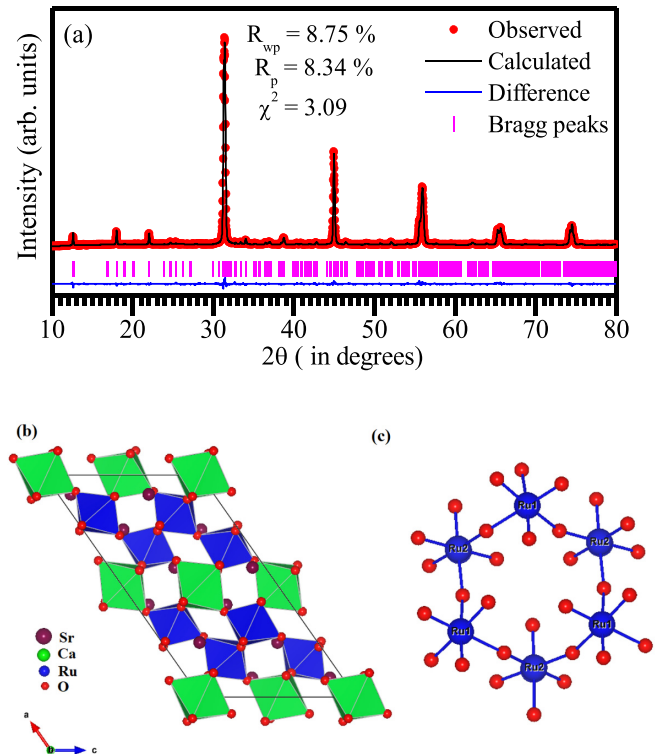 (a)
R_wp = 8.75 %
R_p = 8.34 %
χ² = 3.09
Observed
Calculated
Difference
Bragg peaks
Intensity (arb. units)
10 20 30 40 50 60 70 80
2θ ( in degrees)
(b)
(c)
Ru1
Ru2
Ru2
Ru1
Ru1
Ru2
Sr
Ca
Ru
O
a
b
c